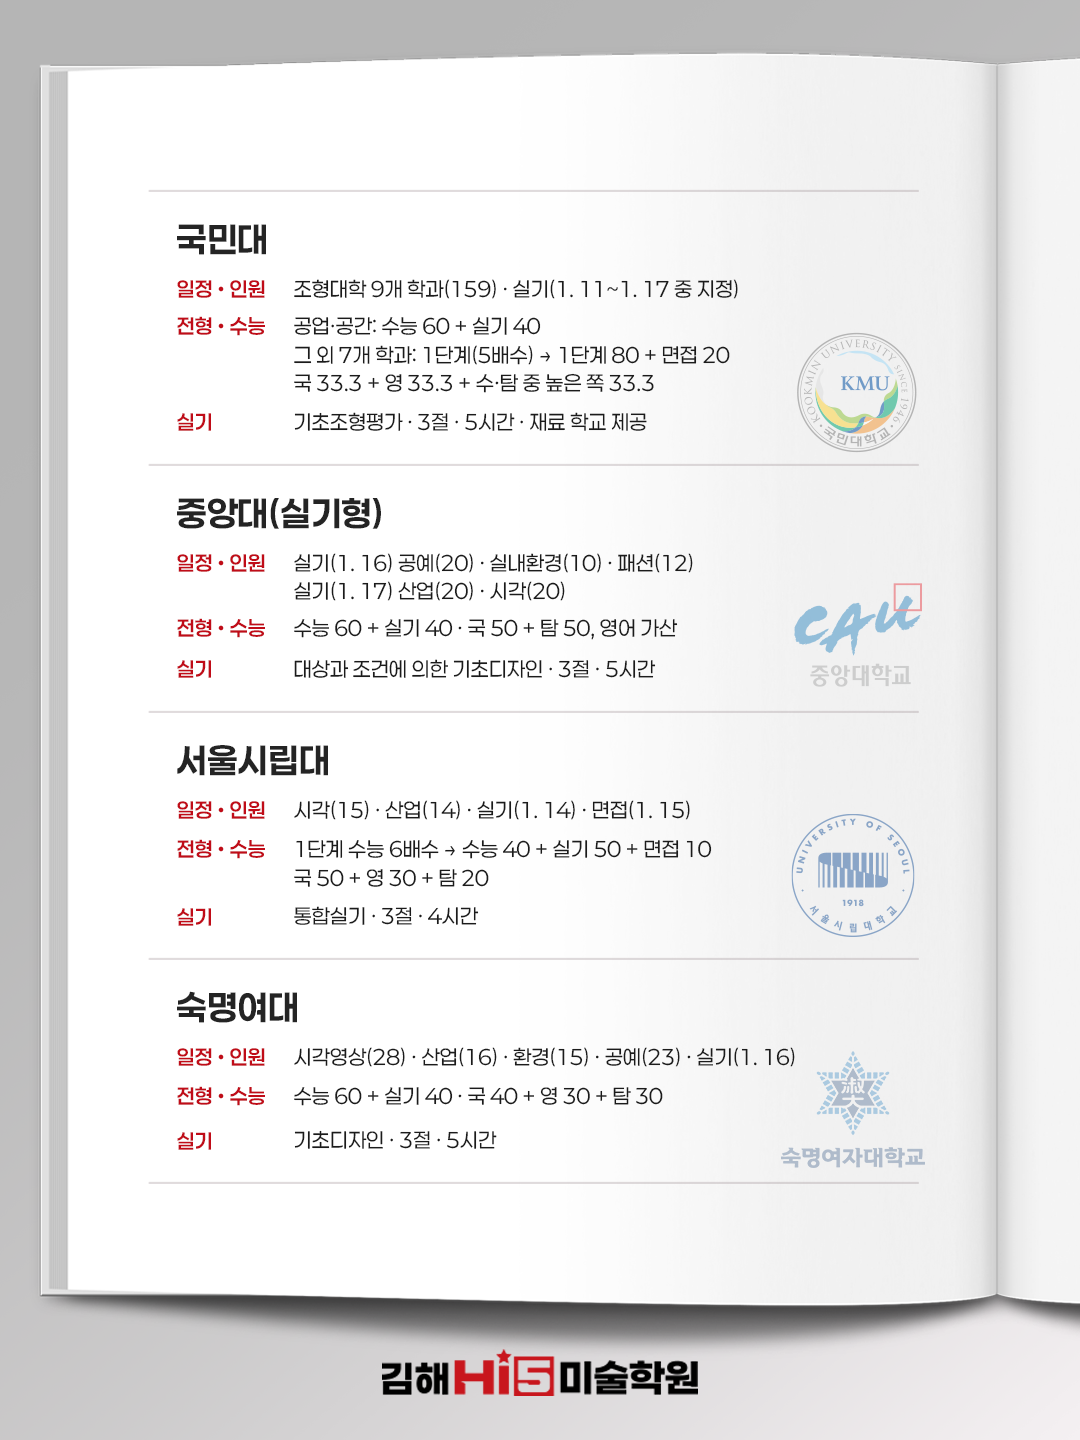 국민대
일정 • 인원 조형대학 9개 학과(159) · 실기(1. 11~1. 17 중 지정)
전형 • 수능 공업·공간: 수능 60 + 실기 40
그 외 7개 학과: 1단계(5배수) → 1단계 80 + 면접 20
국 33.3 + 영 33.3 + 수·탐 중 높은 쪽 33.3
실기 기초조형평가 · 3절 · 5시간 · 재료 학교 제공
KOOKMIN UNIVERSITY SINCE 1946
KMU
국민대학교
중앙대(실기형)
일정 • 인원 실기(1. 16) 공예(20) · 실내환경(10) · 패션(12)
실기(1. 17) 산업(20) · 시각(20)
전형 • 수능 수능 60 + 실기 40 · 국 50 + 탐 50, 영어 가산
실기 대상과 조건에 의한 기초디자인 · 3절 · 5시간
CAU
중앙대학교
서울시립대
일정 • 인원 시각(15) · 산업(14) · 실기(1. 14) · 면접(1. 15)
전형 • 수능 1단계 수능 6배수 → 수능 40 + 실기 50 + 면접 10
국 50 + 영 30 + 탐 20
실기 통합실기 · 3절 · 4시간
UNIVERSITY OF SEOUL
1918
서울시립대학교
숙명여대
일정 • 인원 시각영상(28) · 산업(16) · 환경(15) · 공예(23) · 실기(1. 16)
전형 • 수능 수능 60 + 실기 40 · 국 40 + 영 30 + 탐 30
실기 기초디자인 · 3절 · 5시간
淑大
숙명여자대학교
김해 Hi5 미술학원